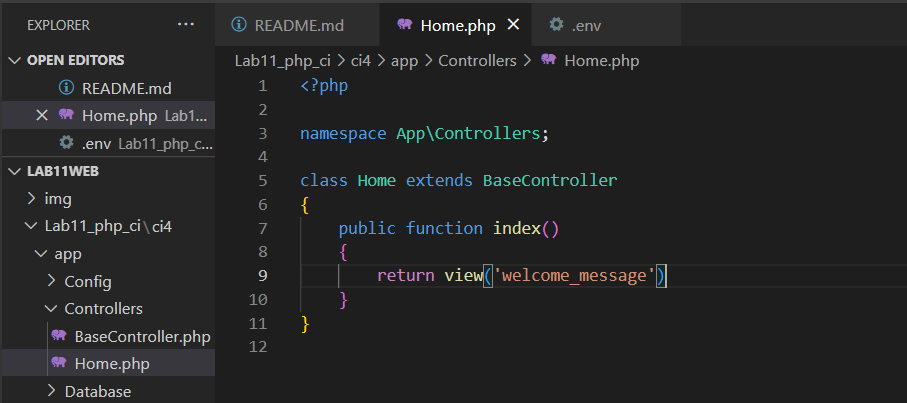 EXPLORER ...
OPEN EDITORS
README.md
Home.php Lab1...
.env Lab11_php_c...
LAB11WEB
img
Lab11_php_ci\ci4
app
Config
Controllers
BaseController.php
Home.php
Database
README.md Home.php .env
Lab11_php_ci > ci4 > app > Controllers > Home.php
1 <?php
2
3 namespace App\Controllers;
4
5 class Home extends BaseController
6 {
7     public function index()
8     {
9         return view('welcome_message')
10     }
11 }
12